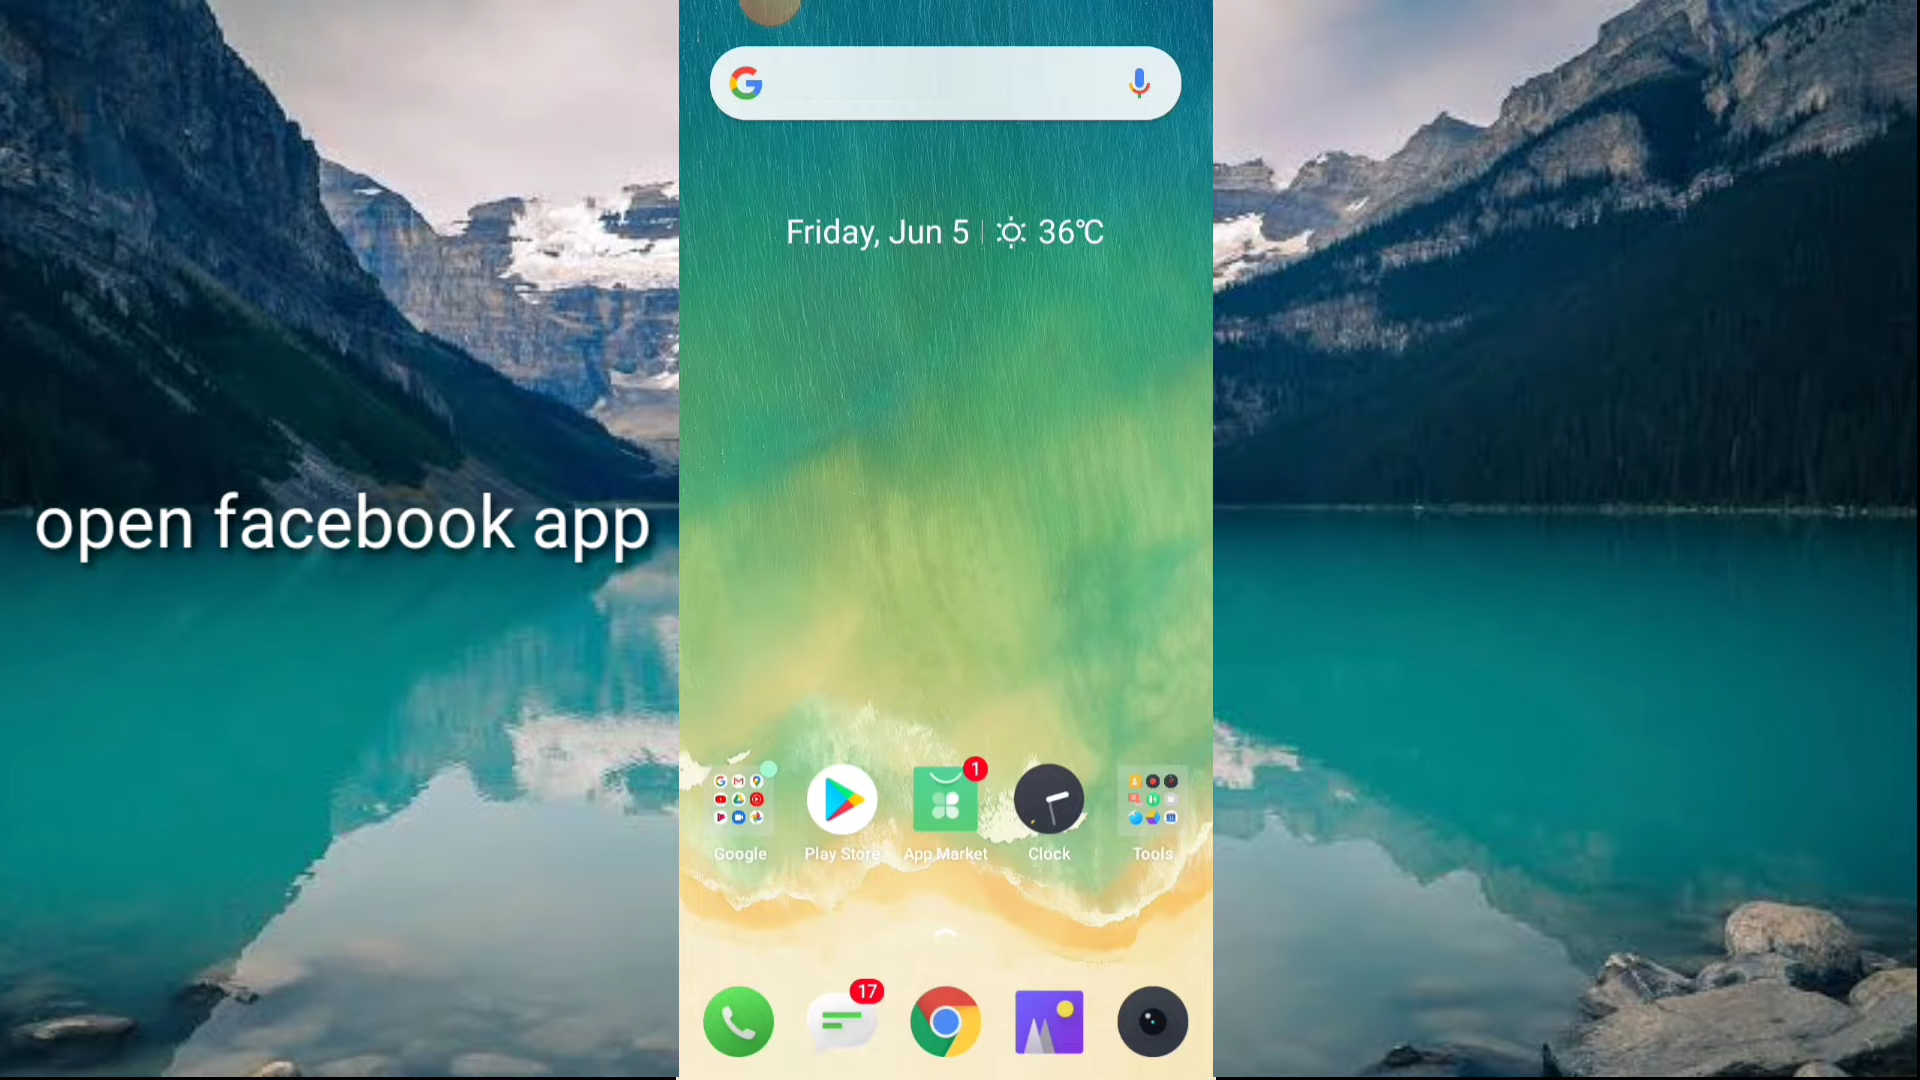 Friday, Jun 5 36°C
open facebook app
1
Google Play Store App Market Clock Tools
17